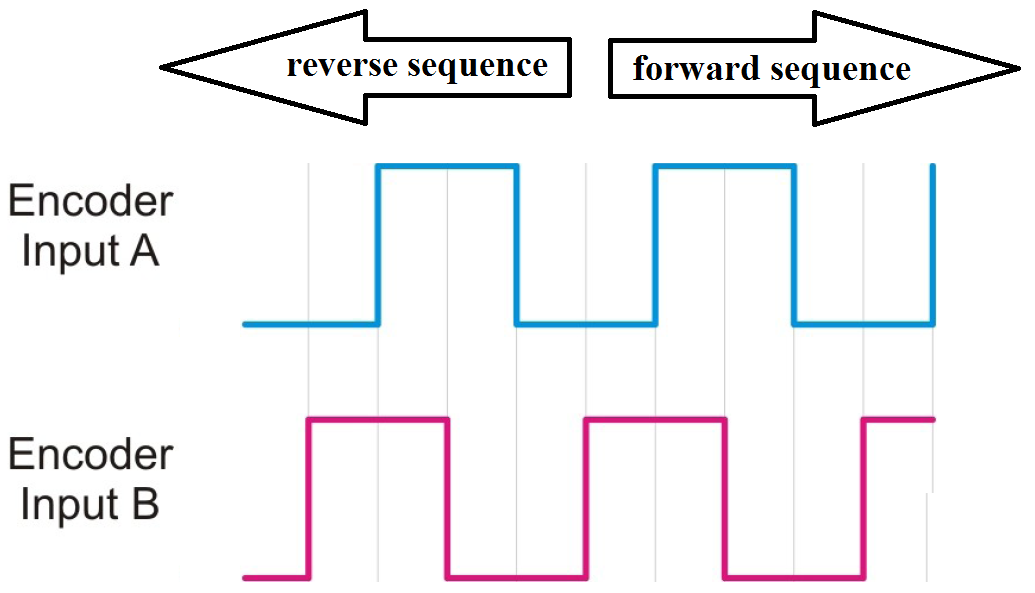 reverse sequence
forward sequence
Encoder
Input A
Encoder
Input B